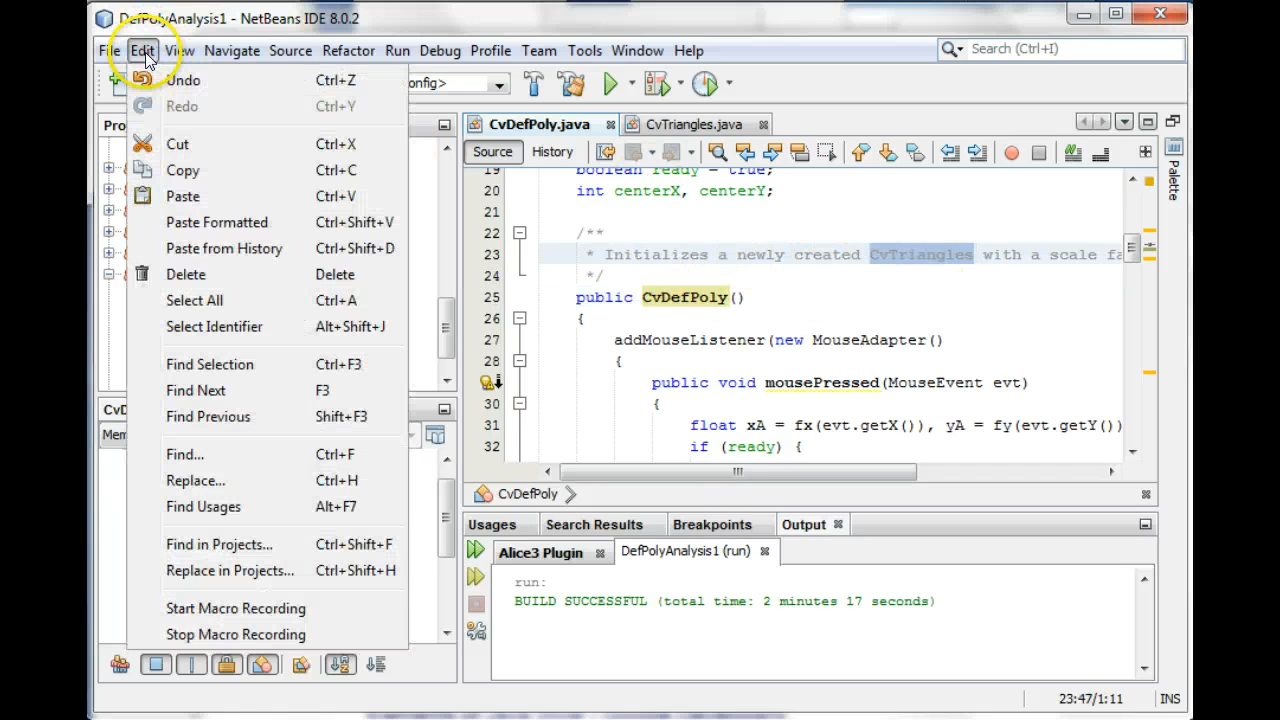 DefPolyAnalysis1 - NetBeans IDE 8.0.2
File Edit View Navigate Source Refactor Run Debug Profile Team Tools Window Help
Search (Ctrl+I)
onfig>
Undo Ctrl+Z
Redo Ctrl+Y
Cut Ctrl+X
Copy Ctrl+C
Paste Ctrl+V
Paste Formatted Ctrl+Shift+V
Paste from History Ctrl+Shift+D
Delete Delete
Select All Ctrl+A
Select Identifier Alt+Shift+J
Find Selection Ctrl+F3
Find Next F3
Find Previous Shift+F3
Find... Ctrl+F
Replace... Ctrl+H
Find Usages Alt+F7
Find in Projects... Ctrl+Shift+F
Replace in Projects... Ctrl+Shift+H
Start Macro Recording
Stop Macro Recording
Pro
CvD
Mem
CvDefPoly.java CvTriangles.java
Source History
Palette
19 boolean ready = true;
20 int centerX, centerY;
21
22 /**
23 * Initializes a newly created CvTriangles with a scale fa
24 */
25 public CvDefPoly()
26 {
27 addMouseListener(new MouseAdapter()
28 {
public void mousePressed(MouseEvent evt)
30 {
31 float xA = fx(evt.getX()), yA = fy(evt.getY())
32 if (ready) {
CvDefPoly
Usages Search Results Breakpoints Output
Alice3 Plugin DefPolyAnalysis1 (run)
run:
BUILD SUCCESSFUL (total time: 2 minutes 17 seconds)
23:47/1:11 INS